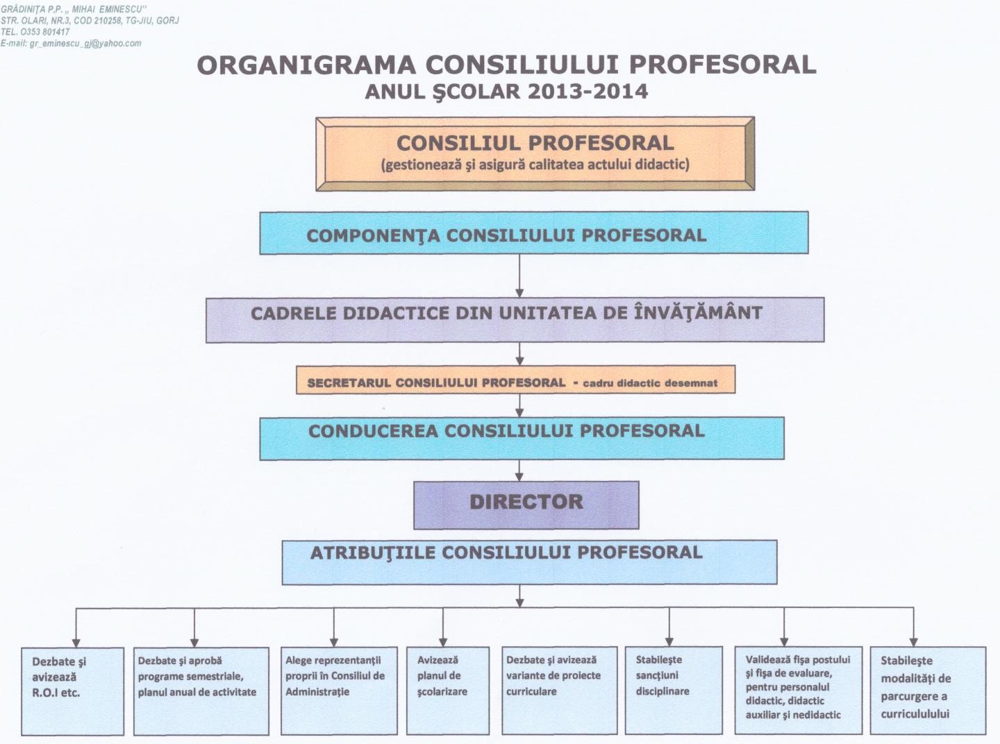 GRĂDINIŢA P.P. „ MIHAI EMINESCU”
STR. OLARI, NR.3, COD 210258, TG-JIU, GORJ
TEL. O353 801417
E-mail: gr_eminescu_gj@yahoo.com
ORGANIGRAMA CONSILIULUI PROFESORAL
ANUL ŞCOLAR 2013-2014
CONSILIUL PROFESORAL
(gestionează şi asigură calitatea actului didactic)
COMPONENŢA CONSILIULUI PROFESORAL
CADRELE DIDACTICE DIN UNITATEA DE ÎNVĂŢĂMÂNT
SECRETARUL CONSILIULUI PROFESORAL - cadru didactic desemnat
CONDUCEREA CONSILIULUI PROFESORAL
DIRECTOR
ATRIBUŢIILE CONSILIULUI PROFESORAL
Dezbate şi
avizează
R.O.I etc.
Dezbate şi aprobă
programe semestriale,
planul anual de activitate
Alege reprezentanţii
proprii în Consiliul de
Administraţie
Avizează
planul de
şcolarizare
Dezbate şi avizează
variante de proiecte
curriculare
Stabileşte
sancţiuni
disciplinare
Validează fişa postului
şi fişa de evaluare,
pentru personalul
didactic, didactic
auxiliar şi nedidactic
Stabileşte
modalităţi de
parcurgere a
curriculului